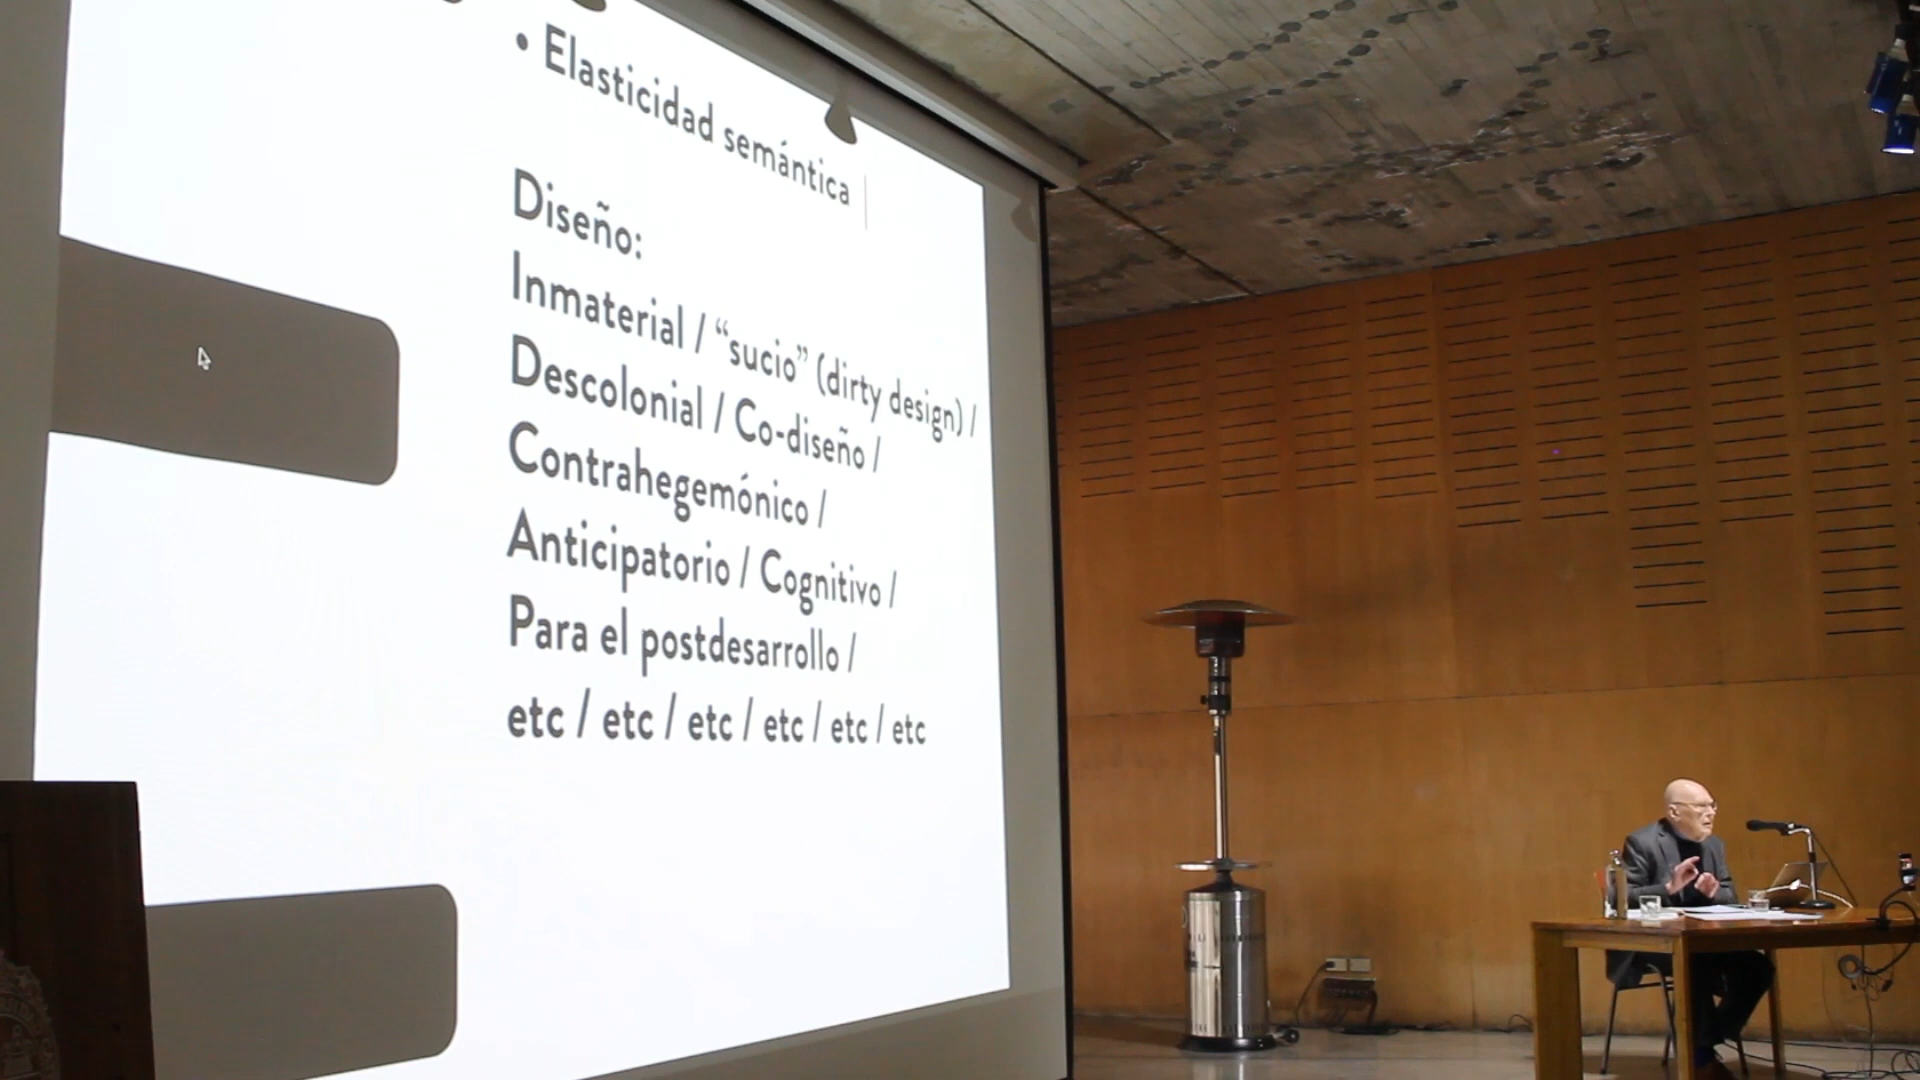 • Elasticidad semántica
Diseño:
Inmaterial / “sucio” (dirty design) /
Descolonial / Co-diseño /
Contrahegemónico /
Anticipatorio / Cognitivo /
Para el postdesarrollo /
etc / etc / etc / etc / etc / etc